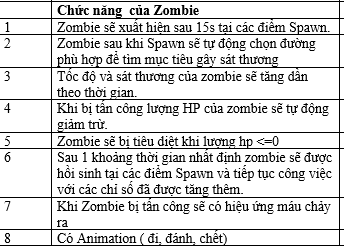 Chức năng của Zombie
1 Zombie sẽ xuất hiện sau 15s tại các điểm Spawn.
2 Zombie sau khi Spawn sẽ tự động chọn đường
phù hợp để tìm mục tiêu gây sát thương
3 Tốc độ và sát thương của zombie sẽ tăng dần
theo thời gian.
4 Khi bị tấn công lượng HP của zombie sẽ tự động
giảm trừ.
5 Zombie sẽ bị tiêu diệt khi lượng hp <=0
6 Sau 1 khoảng thời gian nhất định zombie sẽ được
hồi sinh tại các điểm Spawn và tiếp tục công việc
với các chỉ số đã được tăng thêm.
7 Khi Zombie bị tấn công sẽ có hiệu ứng máu chảy
ra
8 Có Animation ( đi, đánh, chết)